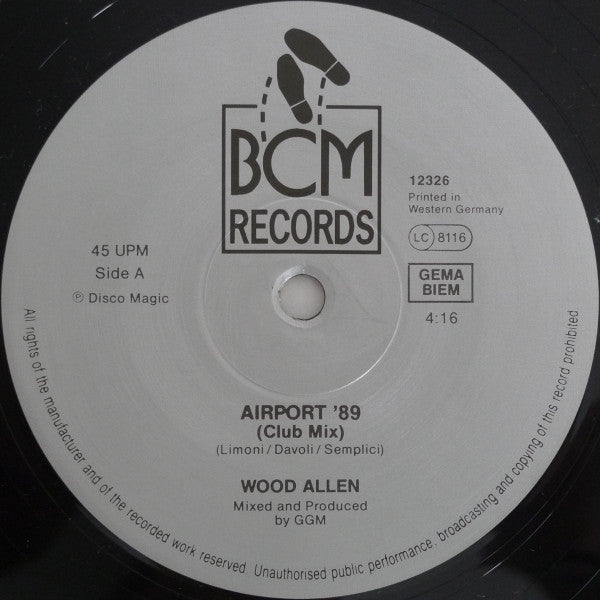 BCM
RECORDS
12326
Printed in
Western Germany
LC 8116
GEMA
BIEM
4:16
45 UPM
Side A
℗ Disco Magic
AIRPORT '89
(Club Mix)
(Limoni/Davoli/Semplici)
WOOD ALLEN
Mixed and Produced
by GGM
All rights of the manufacturer and of the recorded work reserved. Unauthorised public performance, broadcasting and copying of this record prohibited